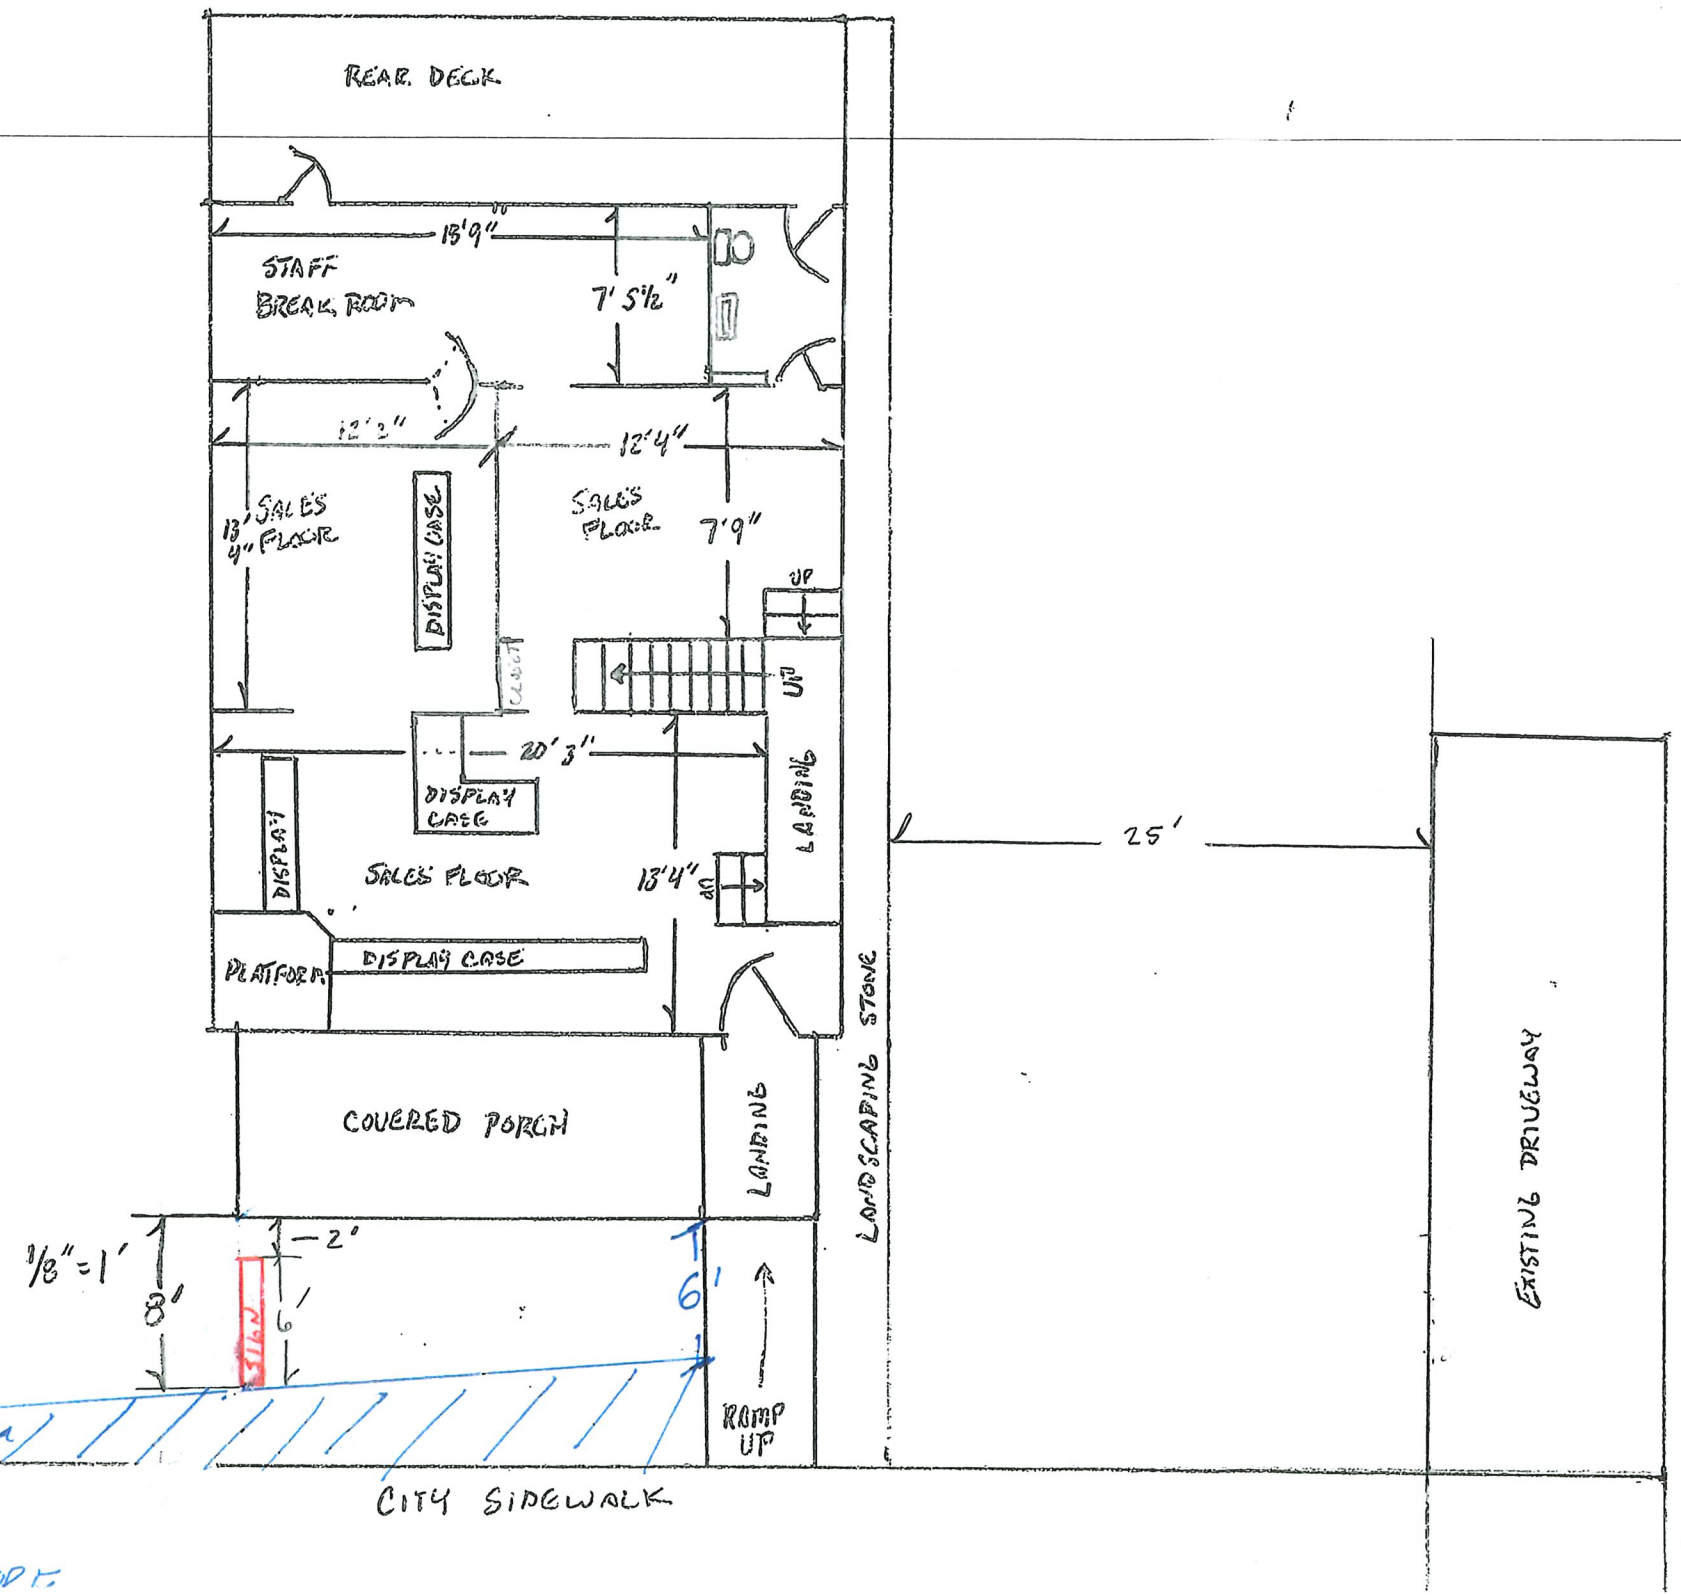 REAR DECK
13'9"
STAFF
BREAK ROOM
7' 5½"
12'4"
SALES
FLOOR
13'
4"
DISPLAY CASE
SALES
FLOOR
7'9"
UP
CLOSET
UP
20' 3"
DISPLAY
CASE
LANDING
DISPLAY
SALES FLOOR
13'4"
UP
25'
PLATFORM
DISPLAY CASE
LANDSCAPING STONE
COVERED PORCH
LANDING
EXISTING DRIVEWAY
1/8" = 1'
2'
8'
SIGN
6'
6'
RAMP
UP
CITY SIDEWALK